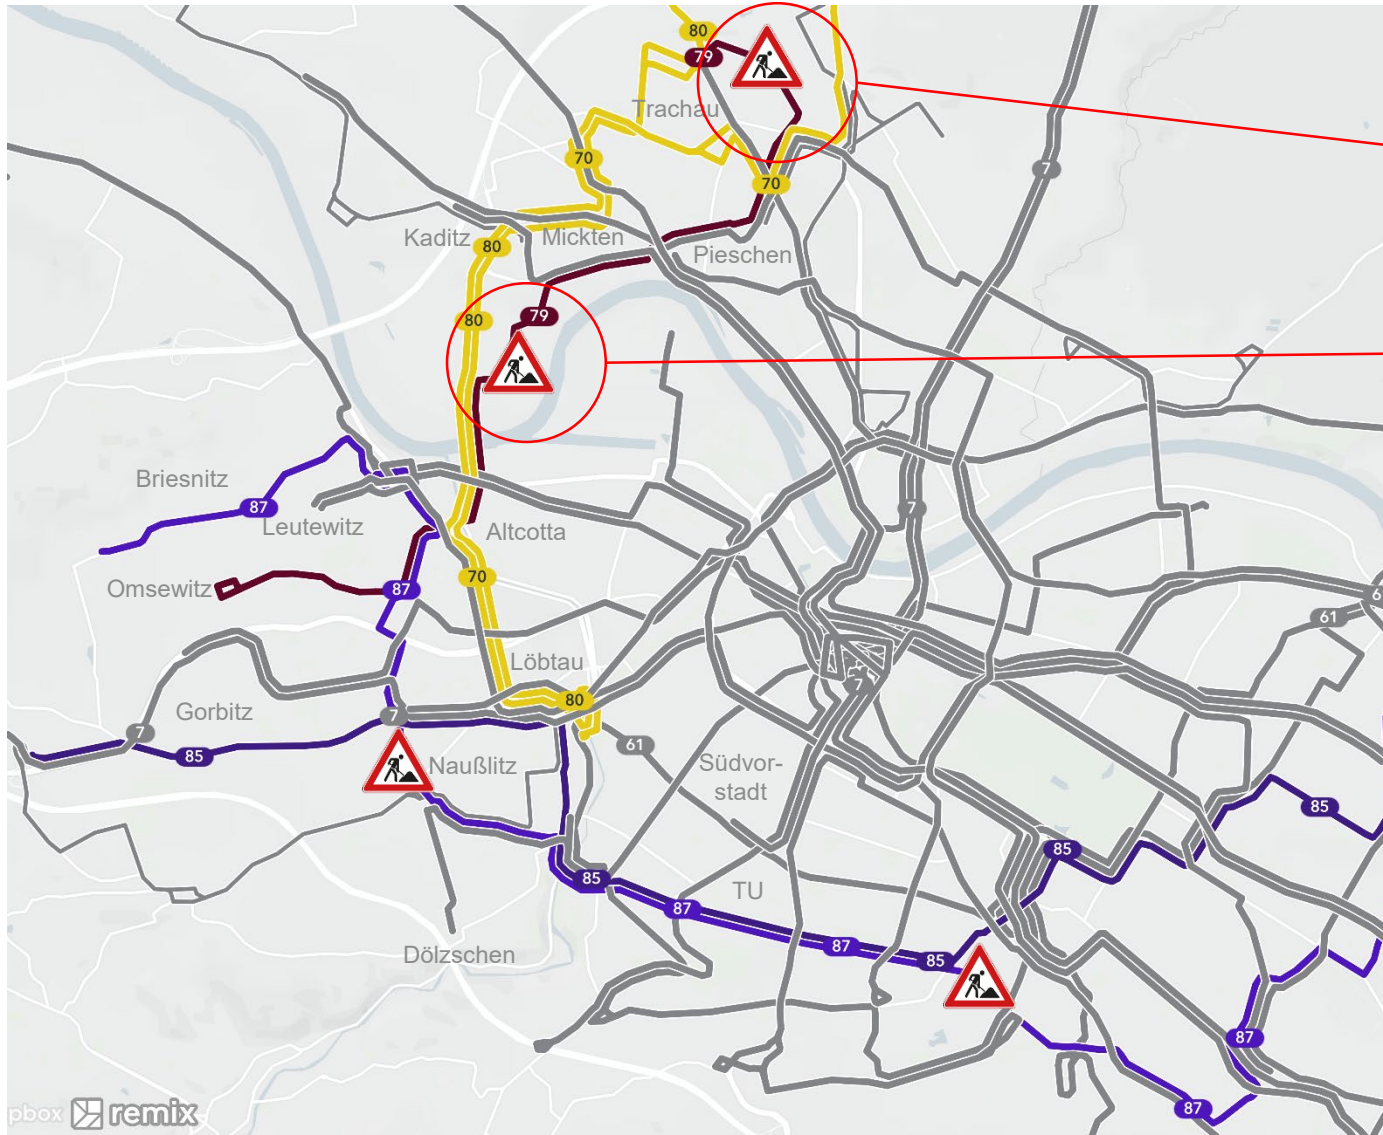 80
79
Trachau
70
7
70
Kaditz
80
Mickten
Pieschen
79
80
Briesnitz
87
Leutewitz
Altcotta
7
70
Omsewitz
87
6
61
Löbtau
7
80
Gorbitz
7
7
85
61
Naußlitz
Südvor-
stadt
85
85
85
TU
87
87
85
Dölzschen
87
87
pbox remix